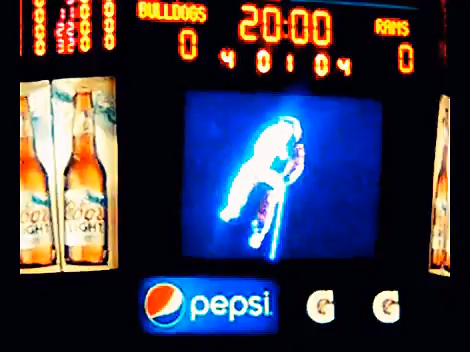 BULLDOGS 20:00 RAMS
0 4 0 1 0 4 0
Coors LIGHT
pepsi
G G